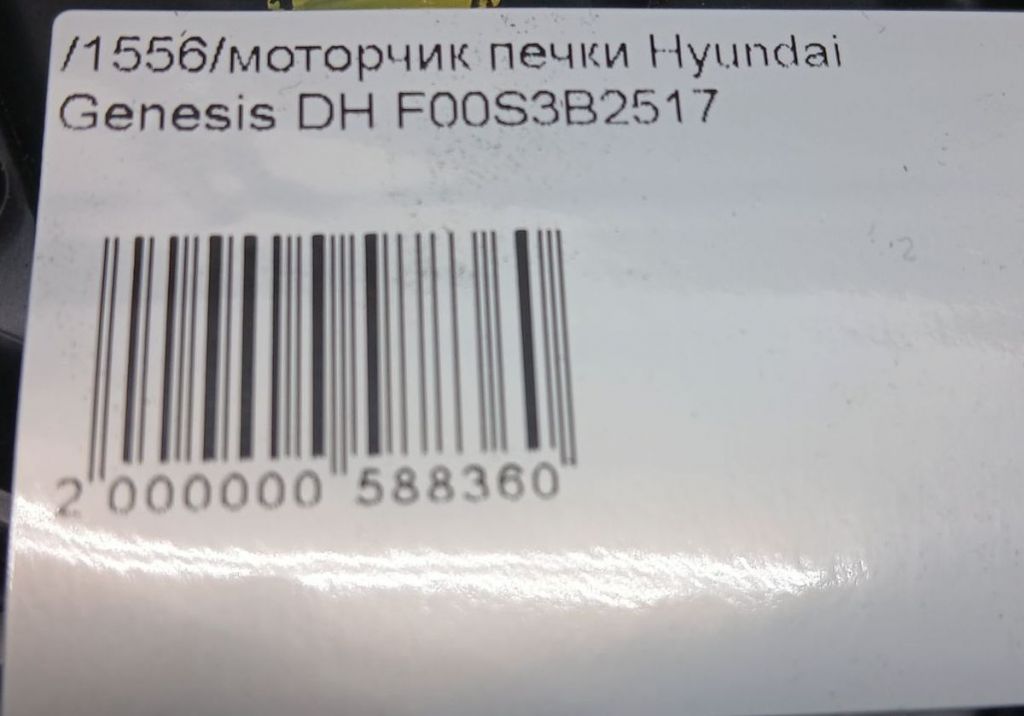 /1556/моторчик печки Hyundai
Genesis DH F00S3B2517
2 000000 588360